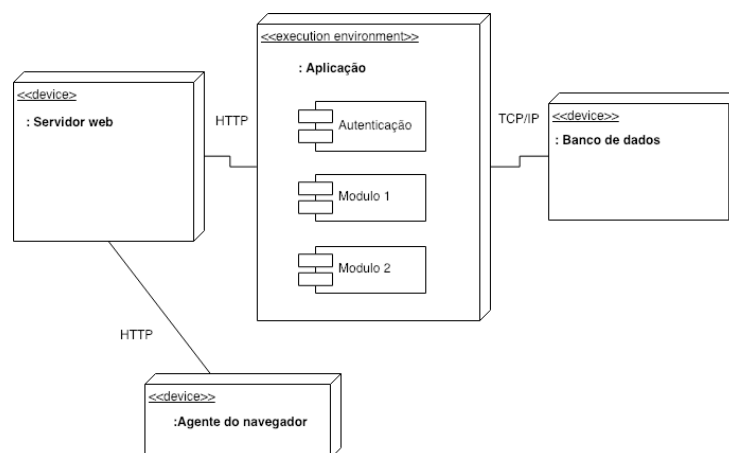 <<execution environment>>
: Aplicação
<<device>
: Servidor web
HTTP
Autenticação
Modulo 1
Modulo 2
TCP/IP
<<device>>
: Banco de dados
HTTP
<<device>>
:Agente do navegador